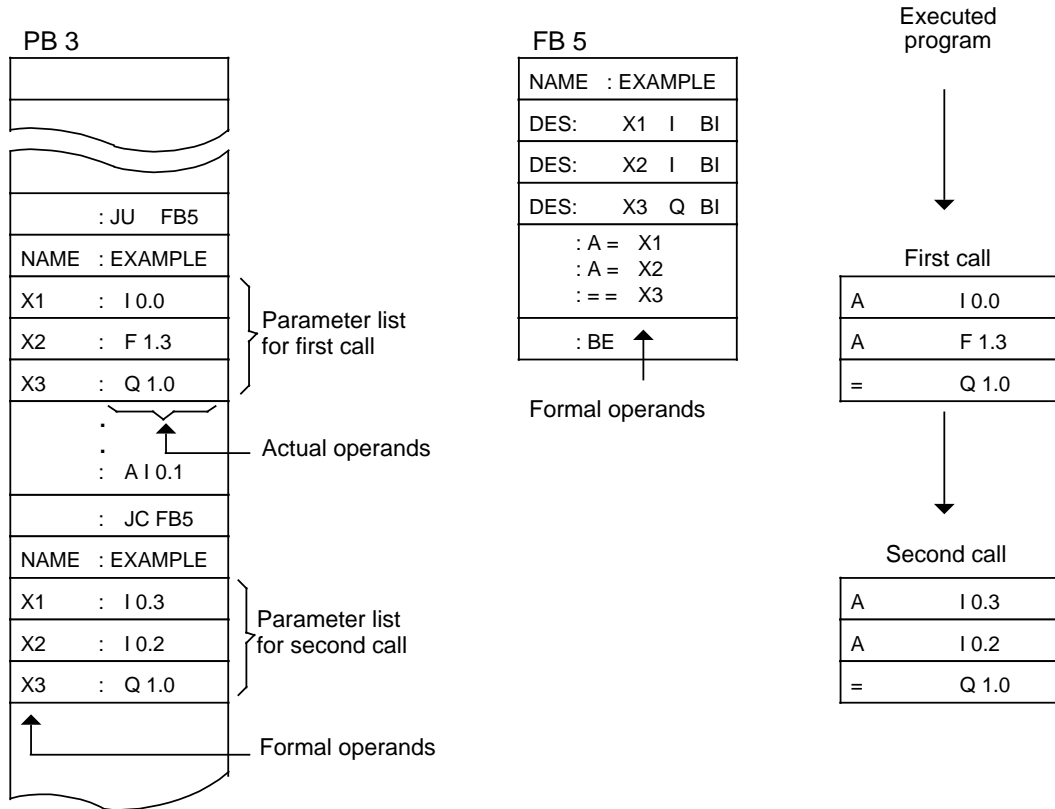 PB 3
: JU FB5
NAME : EXAMPLE
X1 : I 0.0
X2 : F 1.3
X3 : Q 1.0
.
.
: A I 0.1
: JC FB5
NAME : EXAMPLE
X1 : I 0.3
X2 : I 0.2
X3 : Q 1.0
Parameter list
for first call
Actual operands
Parameter list
for second call
Formal operands
FB 5
NAME : EXAMPLE
DES: X1 I BI
DES: X2 I BI
DES: X3 Q BI
: A = X1
: A = X2
: = = X3
: BE
Formal operands
Executed
program
First call
A I 0.0
A F 1.3
= Q 1.0
Second call
A I 0.3
A I 0.2
= Q 1.0